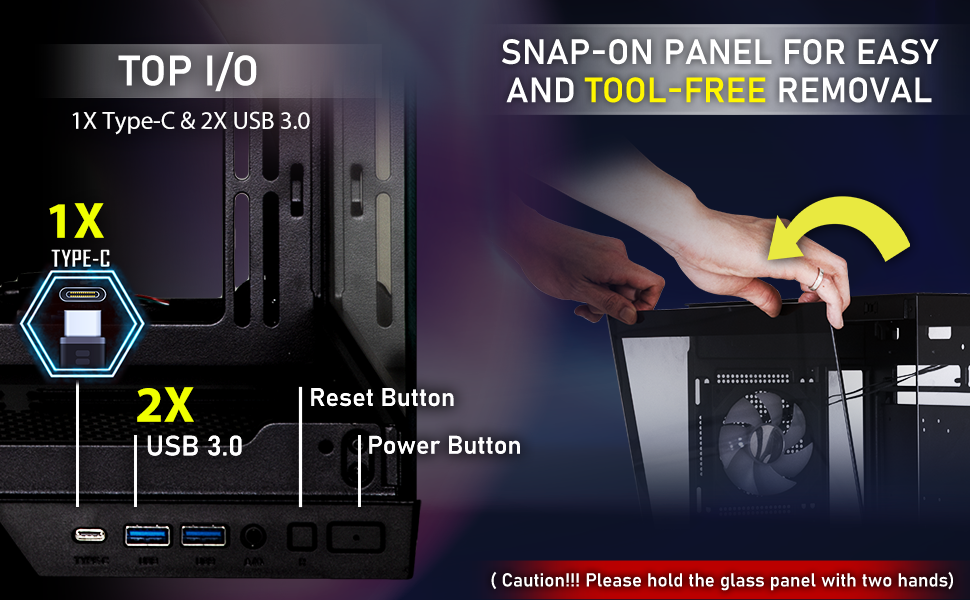 TOP I/O
1X Type-C & 2X USB 3.0
1X
TYPE-C
2X
USB 3.0
Reset Button
Power Button
TYPE-C
SNAP-ON PANEL FOR EASY
AND TOOL-FREE REMOVAL
( Caution!!! Please hold the glass panel with two hands)